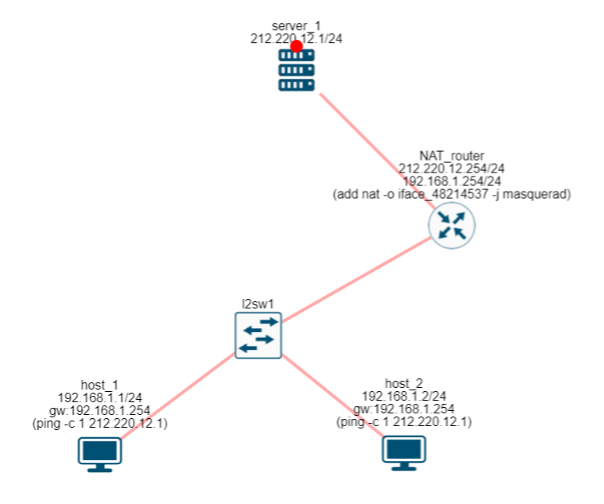 server_1
212.220.12.1/24
NAT_router
212.220.12.254/24
192.168.1.254/24
(add nat -o iface_48214537 -j masquerad)
l2sw1
host_1
192.168.1.1/24
gw:192.168.1.254
(ping -c 1 212.220.12.1)
host_2
192.168.1.2/24
gw:192.168.1.254
(ping -c 1 212.220.12.1)